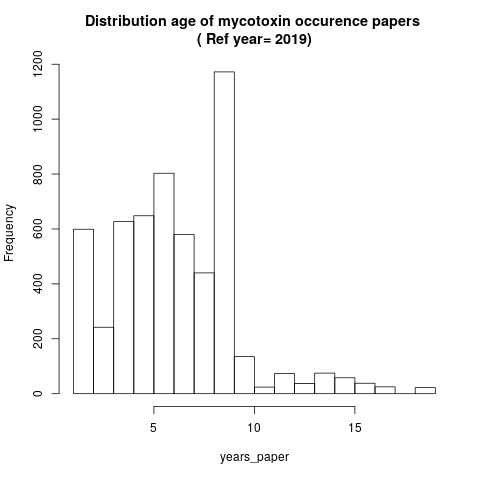 Distribution age of mycotoxin occurence papers
( Ref year= 2019)
1200
1000
800
600
400
200
0
Frequency
5 10 15
years_paper